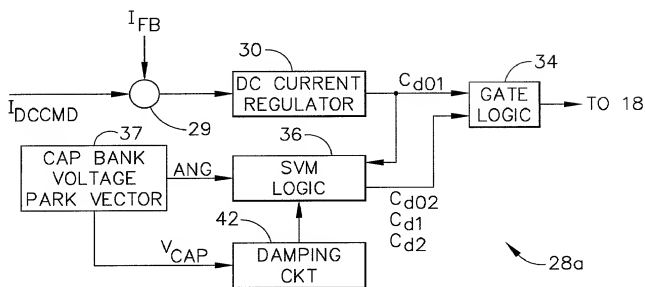 I_FB
30
DC CURRENT
REGULATOR
C_d01
34
GATE
LOGIC
TO 18
I_DCCMD
29
37
CAP BANK
VOLTAGE
PARK VECTOR
ANG
36
SVM
LOGIC
C_d02
C_d1
C_d2
42
V_CAP
DAMPING
CKT
28a